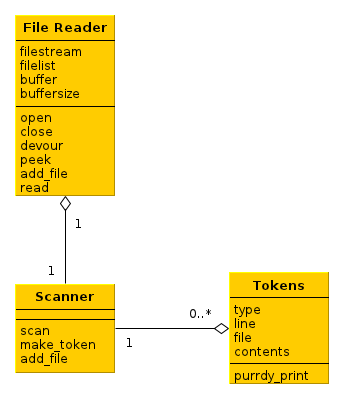 File Reader
filestream
filelist
buffer
buffersize
open
close
devour
peek
add_file
read
1
1
Scanner
scan
make_token
add_file
1
0..*
Tokens
type
line
file
contents
purrdy_print